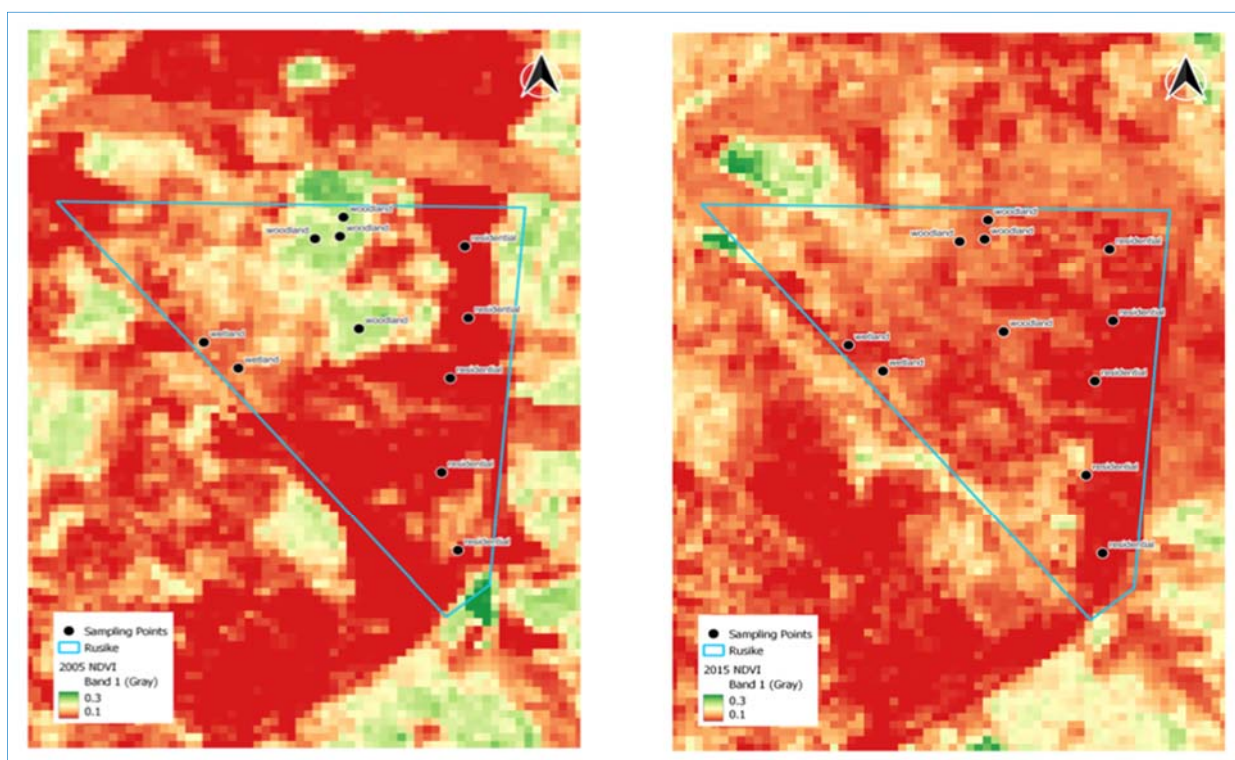 woodland
woodland
woodland
residential
residential
woodland
wetland
wetland
residential
residential
residential
Sampling Points
Rusike
2005 NDVI
Band 1 (Gray)
0.3
0.1
woodland
woodland
woodland
residential
residential
woodland
wetland
wetland
residential
residential
residential
Sampling Points
Rusike
2015 NDVI
Band 1 (Gray)
0.3
0.1